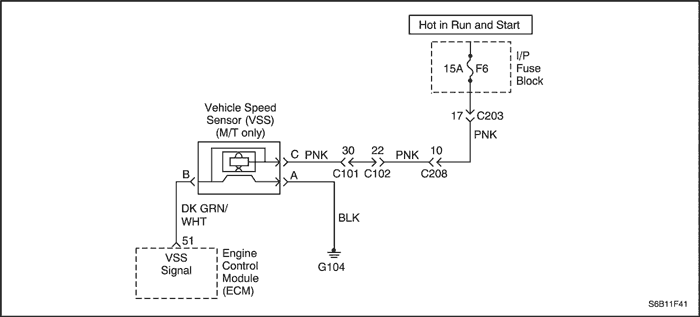 Hot in Run and Start
15A F6
I/P
Fuse
Block
17 C203
PNK
Vehicle Speed
Sensor (VSS)
(M/T only)
C PNK 30 22 PNK 10
C101 C102 C208
B A
DK GRN/
WHT
BLK
51
VSS
Signal
Engine
Control
Module
(ECM)
G104
S6B11F41